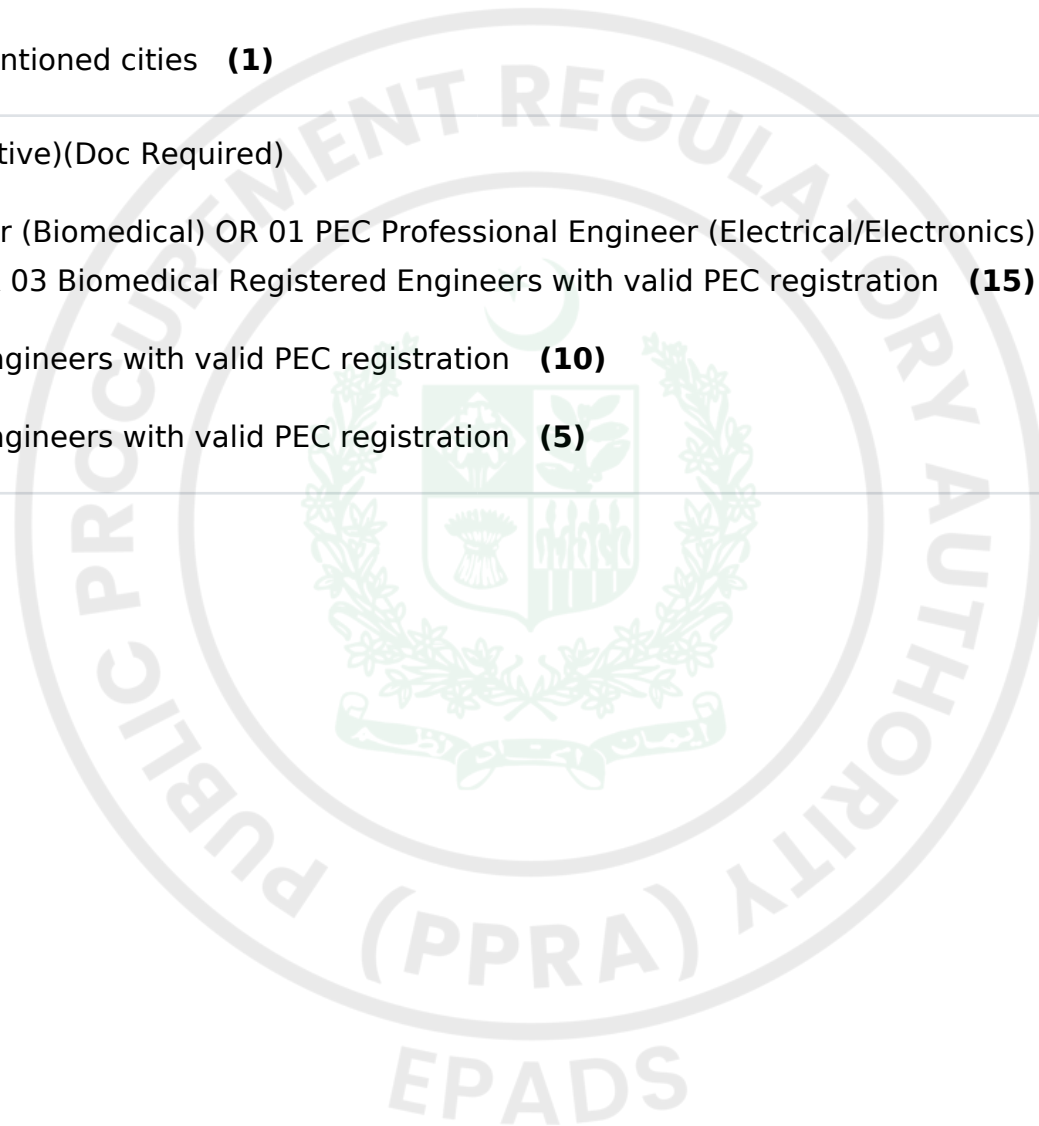 ntioned cities (1)
tive)(Doc Required)
r (Biomedical) OR 01 PEC Professional Engineer (Electrical/Electronics)
03 Biomedical Registered Engineers with valid PEC registration (15)
ngineers with valid PEC registration (10)
ngineers with valid PEC registration (5)
PUBLIC PROCUREMENT REGULATORY AUTHORITY
(PPRA)
EPADS